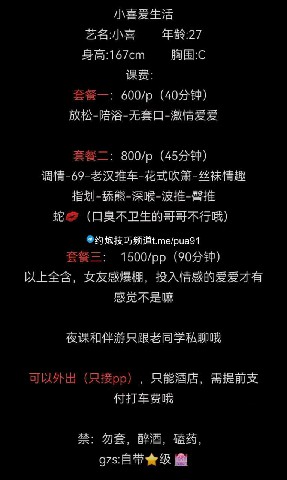 小喜爱生活
艺名:小喜 年龄:27
身高:167cm 胸围:C
课费:
套餐一：600/p（40分钟）
放松-陪浴-无套口-激情爱爱
套餐二：800/p（45分钟）
调情-69-老汉推车-花式吹箫-丝袜情趣
指划-舔熊-深喉-波推-臀推
蛇💋（口臭不卫生的哥哥不行哦）
约炮技巧频道t.me/pua91
套餐三： 1500/pp（90分钟）
以上全含，女友感爆棚，投入情感的爱爱才有
感觉不是嘛
夜课和伴游只跟老同学私聊哦
可以外出（只接pp），只能酒店，需提前支
付打车费哦
禁：勿套，醉酒，磕药，
gzs:自带⭐级🏩